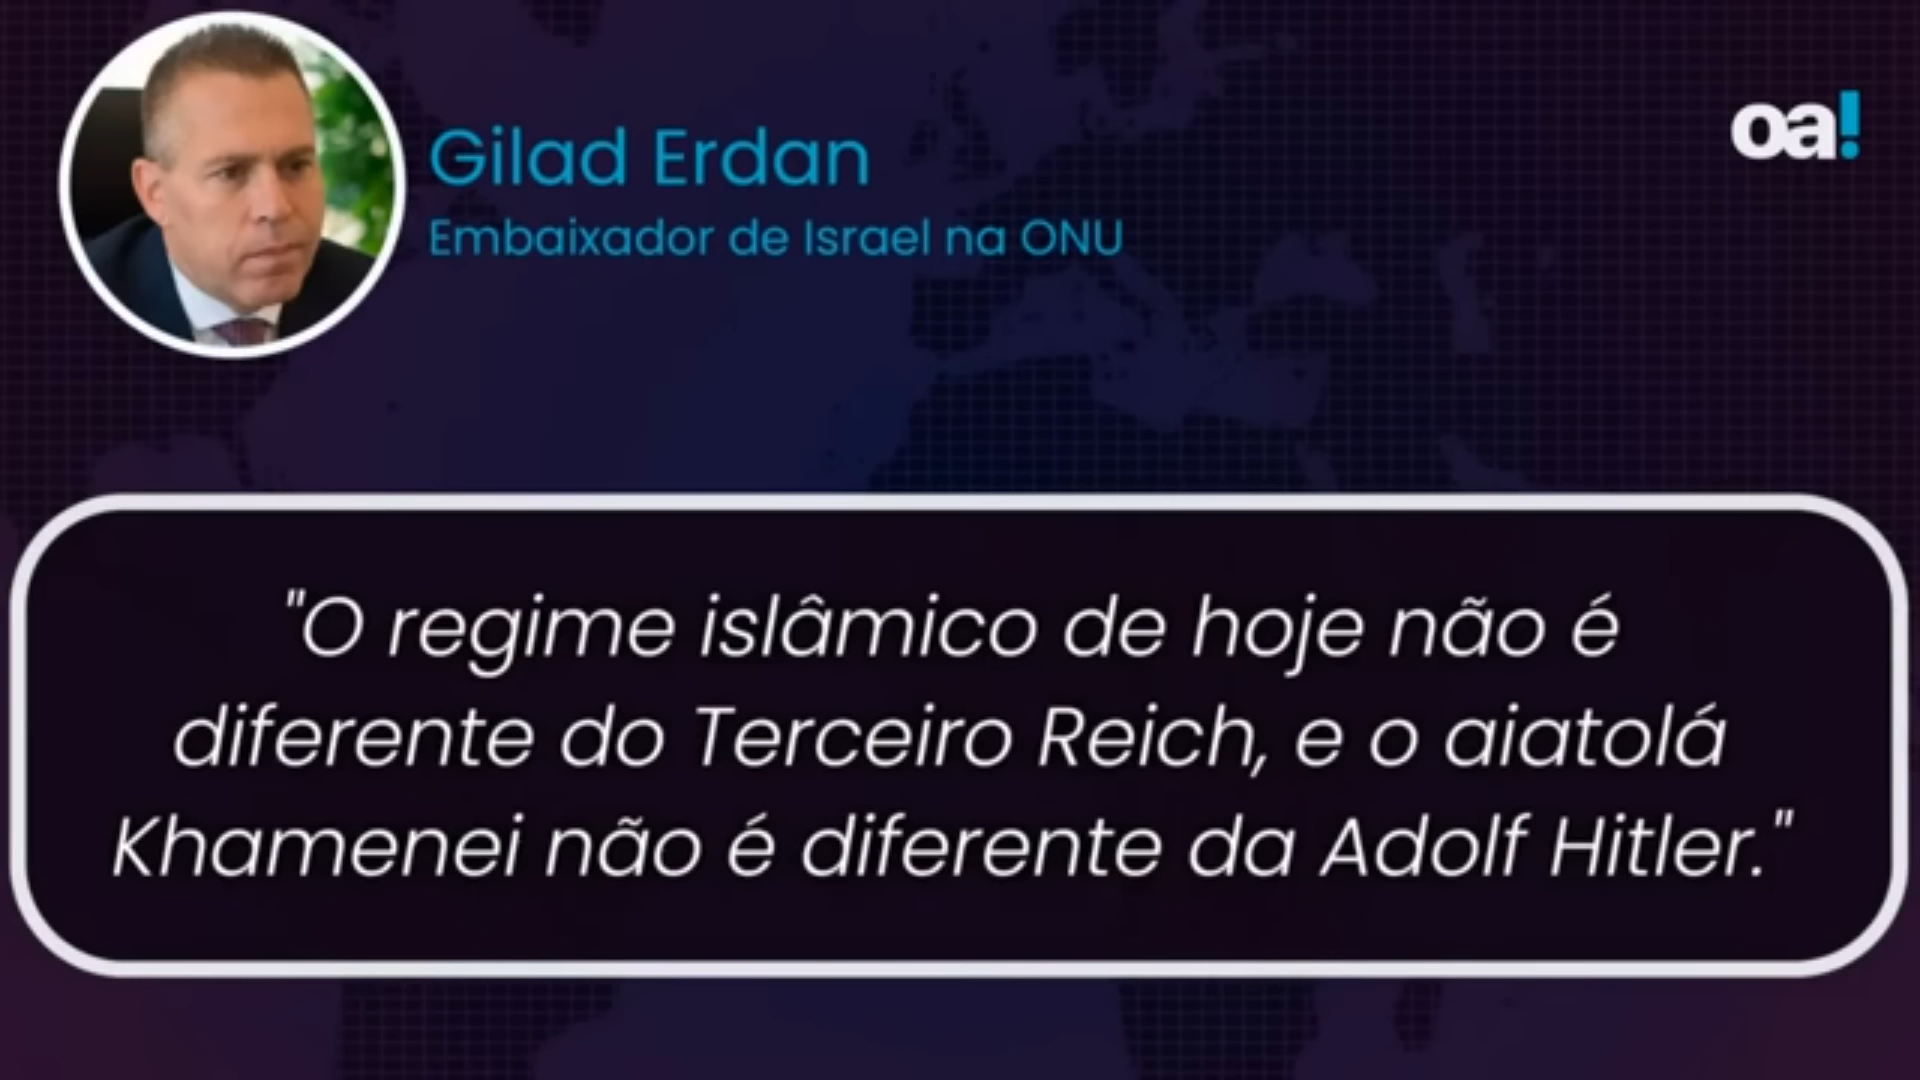 Gilad Erdan
Embaixador de Israel na ONU
oa!
"O regime islâmico de hoje não é
diferente do Terceiro Reich, e o aiatolá
Khamenei não é diferente da Adolf Hitler."